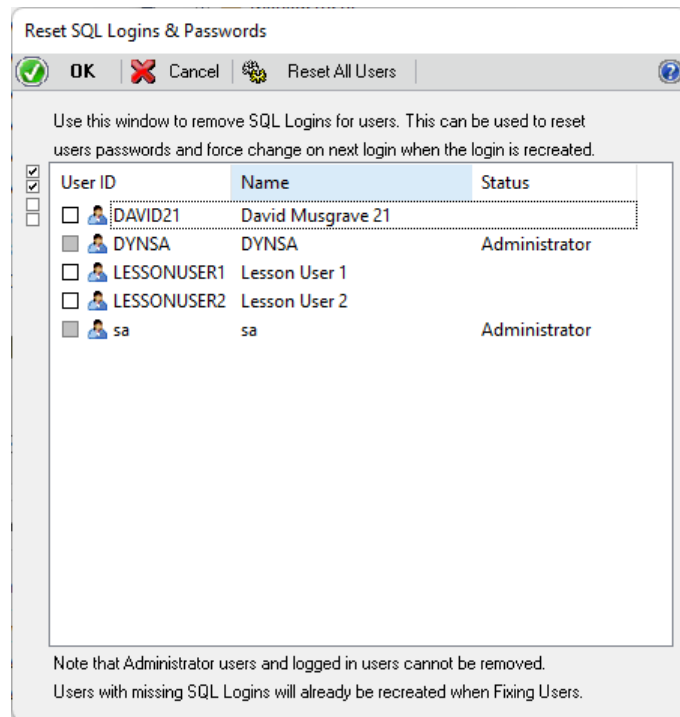 Reset SQL Logins & Passwords
OK Cancel Reset All Users
Use this window to remove SQL Logins for users. This can be used to reset
users passwords and force change on next login when the login is recreated.
User ID Name Status
DAVID21 David Musgrave 21
DYNSA DYNSA Administrator
LESSONUSER1 Lesson User 1
LESSONUSER2 Lesson User 2
sa sa Administrator
Note that Administrator users and logged in users cannot be removed.
Users with missing SQL Logins will already be recreated when Fixing Users.